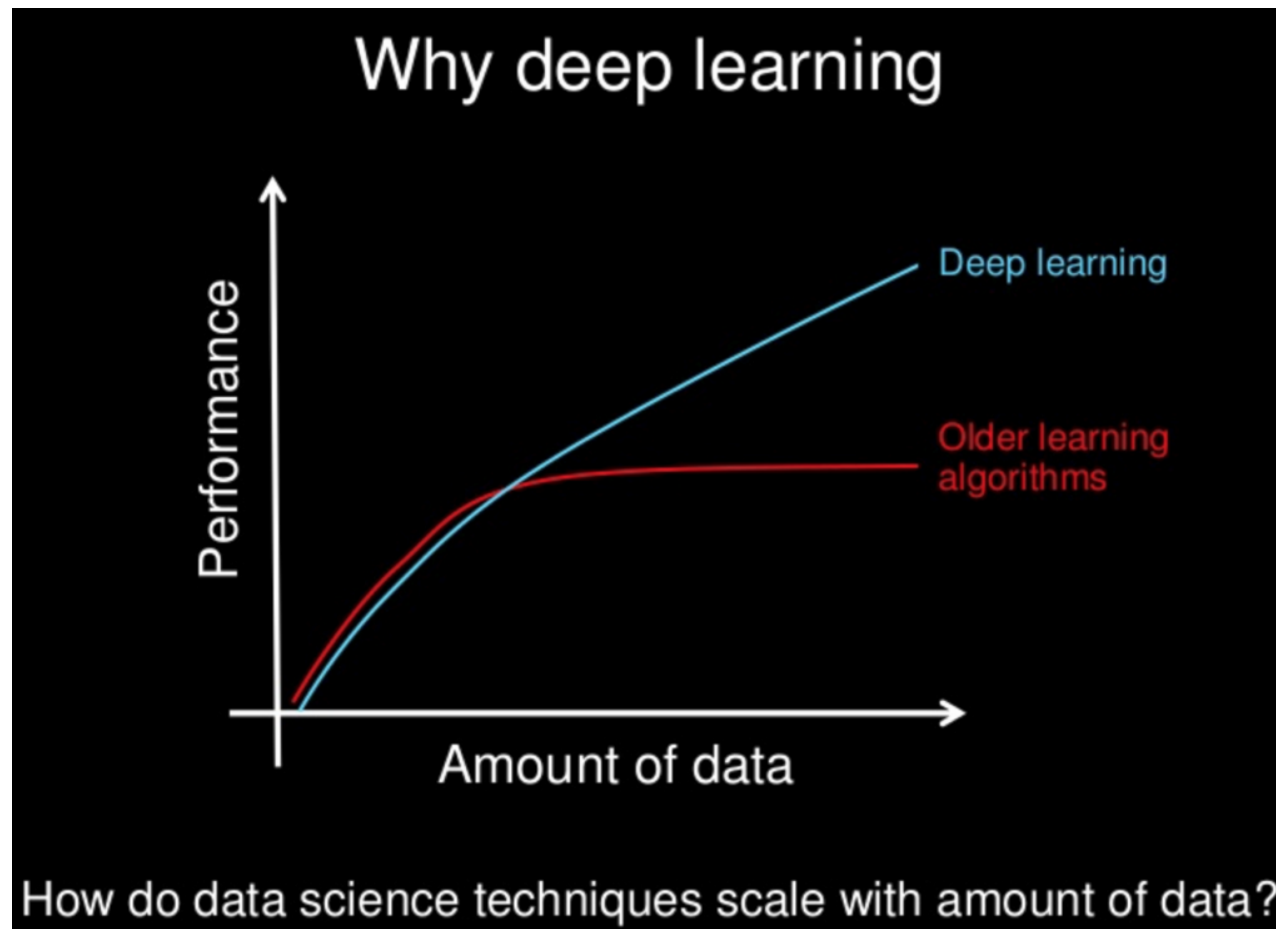 Why deep learning
Performance
Deep learning
Older learning
algorithms
Amount of data
How do data science techniques scale with amount of data?